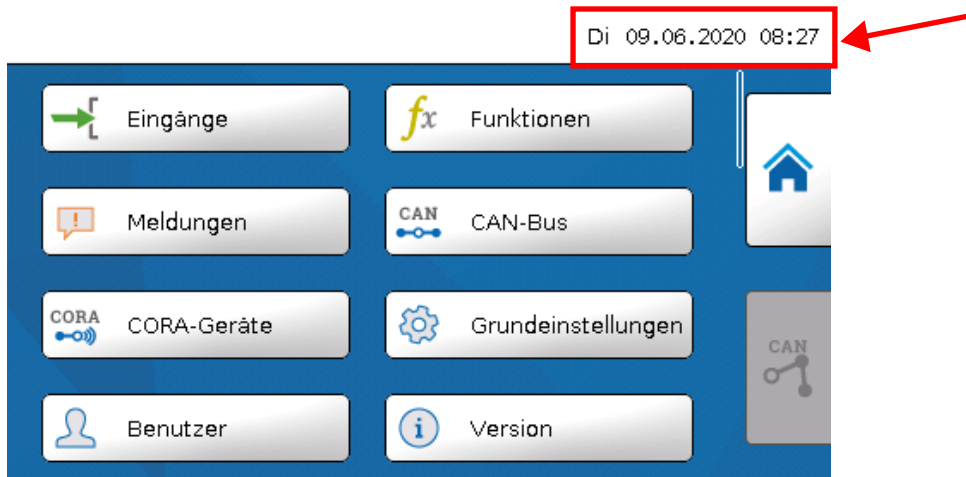 Di 09.06.2020 08:27
Eingänge
fx Funktionen
! Meldungen
CAN CAN-Bus
CORA CORA-Geräte
Grundeinstellungen
CAN
Benutzer
i Version